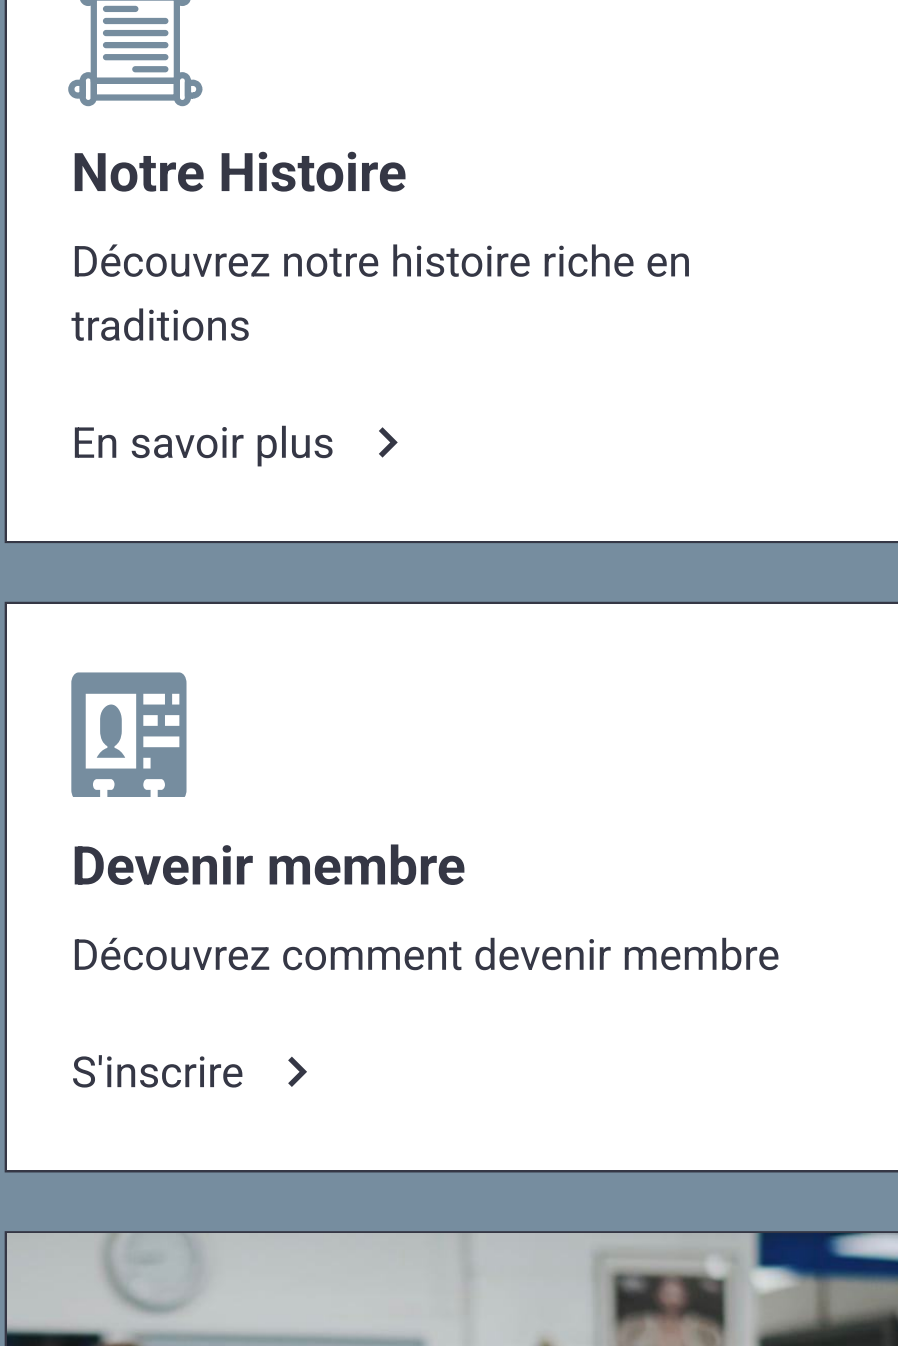 Notre Histoire
Découvrez notre histoire riche en
traditions
En savoir plus
Devenir membre
Découvrez comment devenir membre
S'inscrire